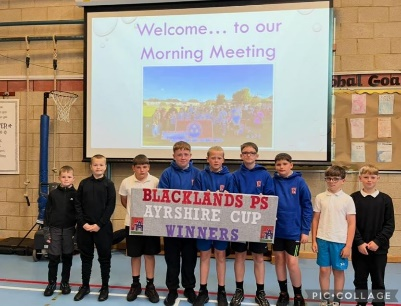 Welcome... to our
Morning Meeting
BLACKLANDS PS
AYRSHIRE CUP
WINNERS
PIC•COLLAGE